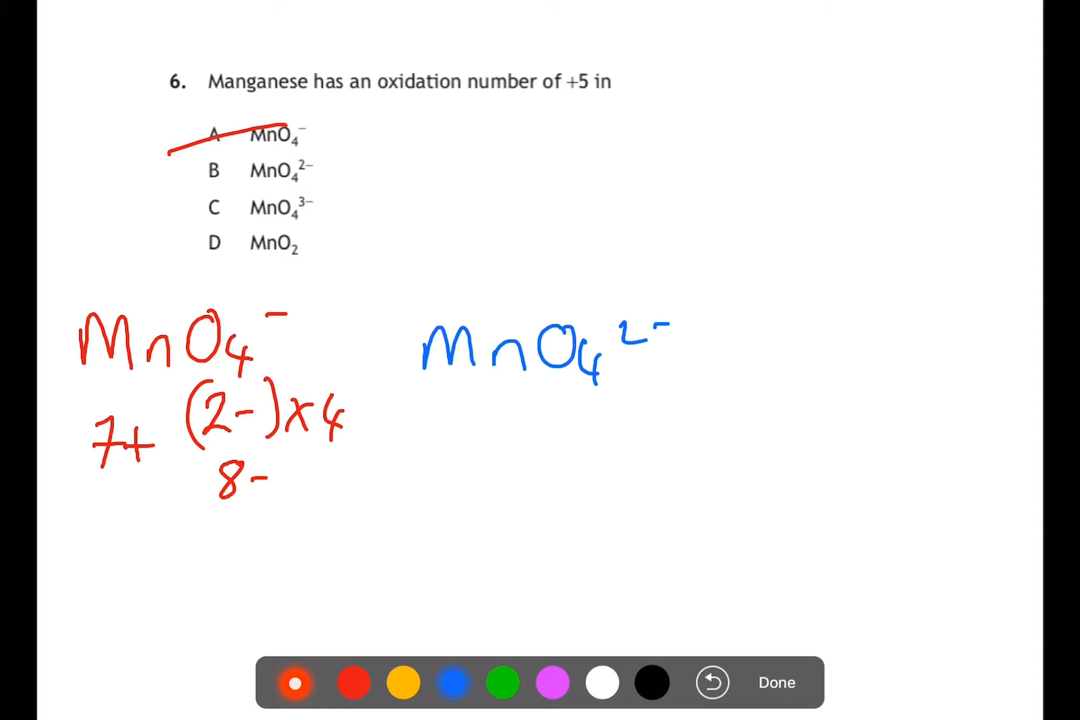 6. Manganese has an oxidation number of +5 in
A MnO₄⁻
B MnO₄²⁻
C MnO₄³⁻
D MnO₂
MnO₄⁻ MnO₄²⁻
7+ (2-)×4
8-
Done